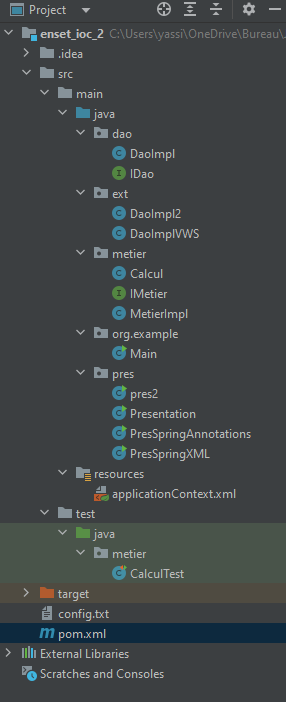 Project
enset_ioc_2 C:\Users\yassi\OneDrive\Bureau\
.idea
src
main
java
dao
DaoImpl
IDao
ext
DaoImpl2
DaoImplVWS
metier
Calcul
IMetier
MetierImpl
org.example
Main
pres
pres2
Presentation
PresSpringAnnotations
PresSpringXML
resources
applicationContext.xml
test
java
metier
CalculTest
target
config.txt
pom.xml
External Libraries
Scratches and Consoles